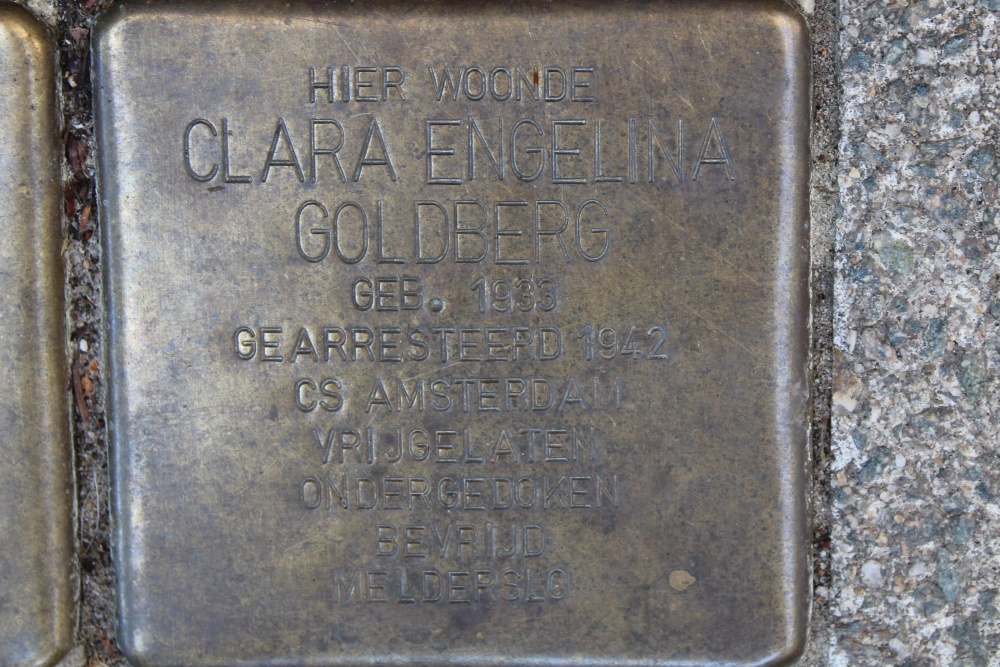 HIER WOONDE
CLARA ENGELINA
GOLDBERG
GEB. 1933
GEARRESTEERD 1942
CS AMSTERDAM
VRIJGELATEN
ONDERGEDOKEN
BEVRIJD
MELDERSLO